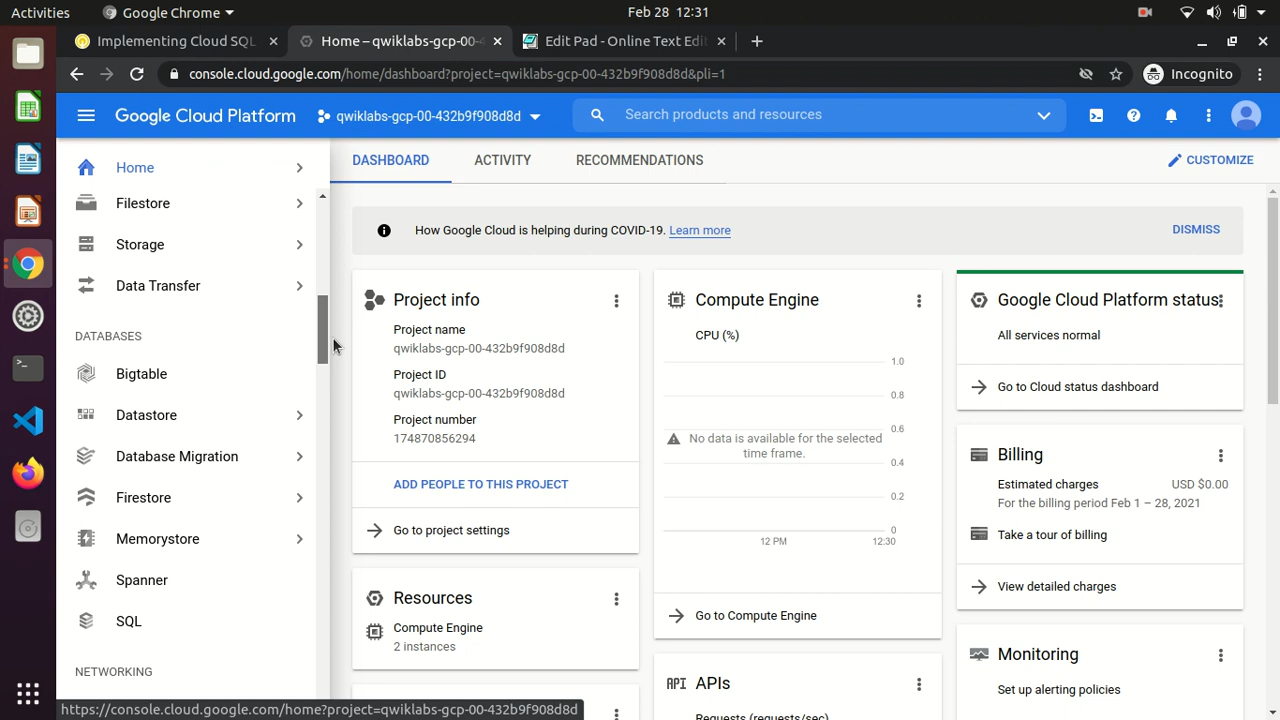 Activities
Google Chrome
Feb 28 12:31
Implementing Cloud SQL
Home – qwiklabs-gcp-00-
Edit Pad - Online Text Edit
console.cloud.google.com/home/dashboard?project=qwiklabs-gcp-00-432b9f908d8d&pli=1
Incognito
Google Cloud Platform
qwiklabs-gcp-00-432b9f908d8d
Search products and resources
Home
Filestore
Storage
Data Transfer
DATABASES
Bigtable
Datastore
Database Migration
Firestore
Memorystore
Spanner
SQL
NETWORKING
DASHBOARD
ACTIVITY
RECOMMENDATIONS
CUSTOMIZE
How Google Cloud is helping during COVID-19. Learn more
DISMISS
Project info
Project name
qwiklabs-gcp-00-432b9f908d8d
Project ID
qwiklabs-gcp-00-432b9f908d8d
Project number
174870856294
ADD PEOPLE TO THIS PROJECT
Go to project settings
Resources
Compute Engine
2 instances
Compute Engine
CPU (%)
1.0
0.8
0.6
No data is available for the selected
time frame.
0.4
0.2
0
12 PM
12:30
Go to Compute Engine
API
APIs
Requests (requests/sec)
Google Cloud Platform status
All services normal
Go to Cloud status dashboard
Billing
Estimated charges
USD $0.00
For the billing period Feb 1 – 28, 2021
Take a tour of billing
View detailed charges
Monitoring
Set up alerting policies
https://console.cloud.google.com/home?project=qwiklabs-gcp-00-432b9f908d8d